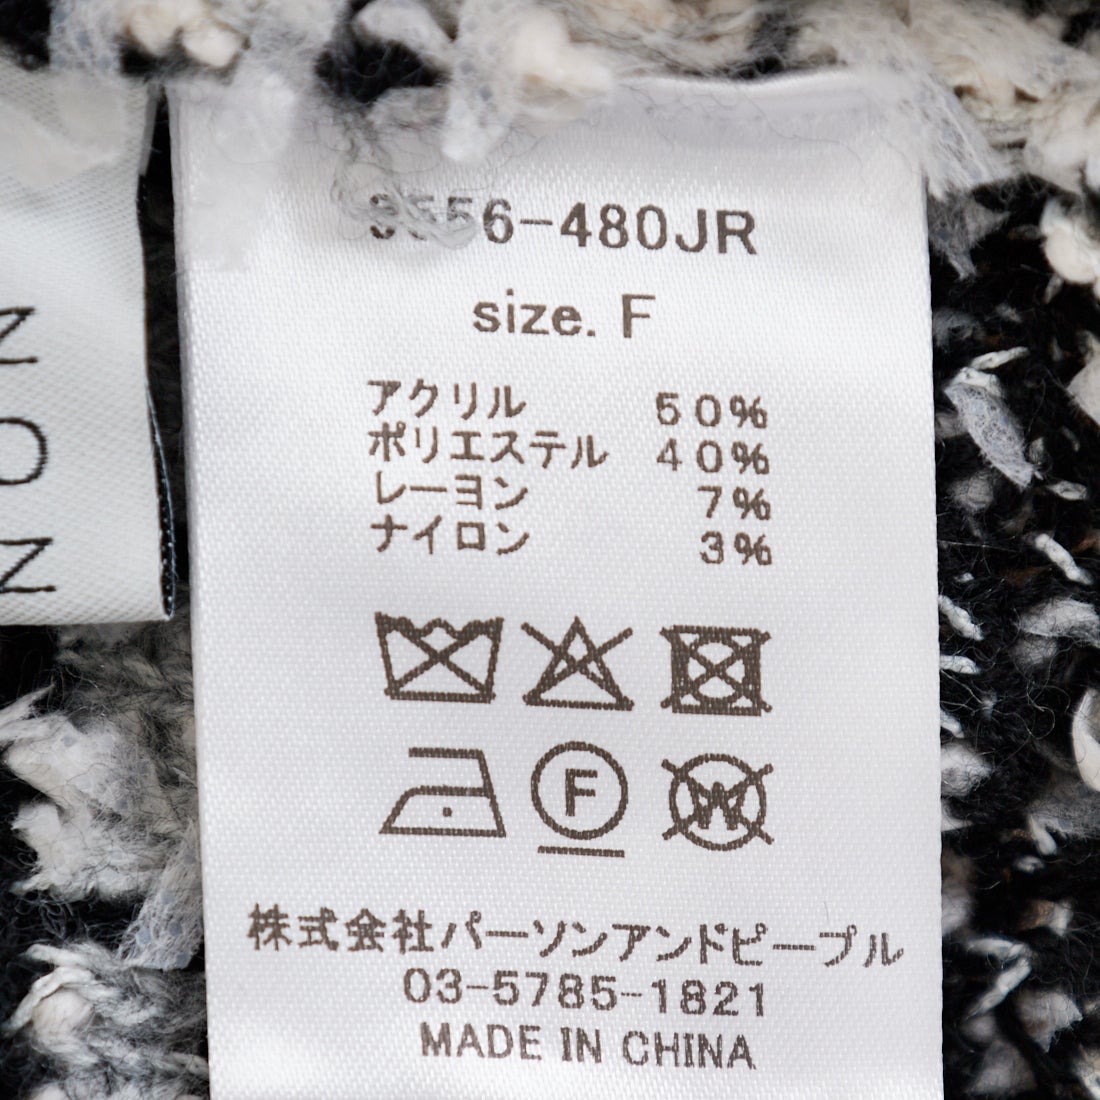 NON
size. F
アクリル 50%
ポリエステル 40%
レーヨン 7%
ナイロン 3%
F
W
株式会社パーソンアンドピープル
03-5785-1821
MADE IN CHINA